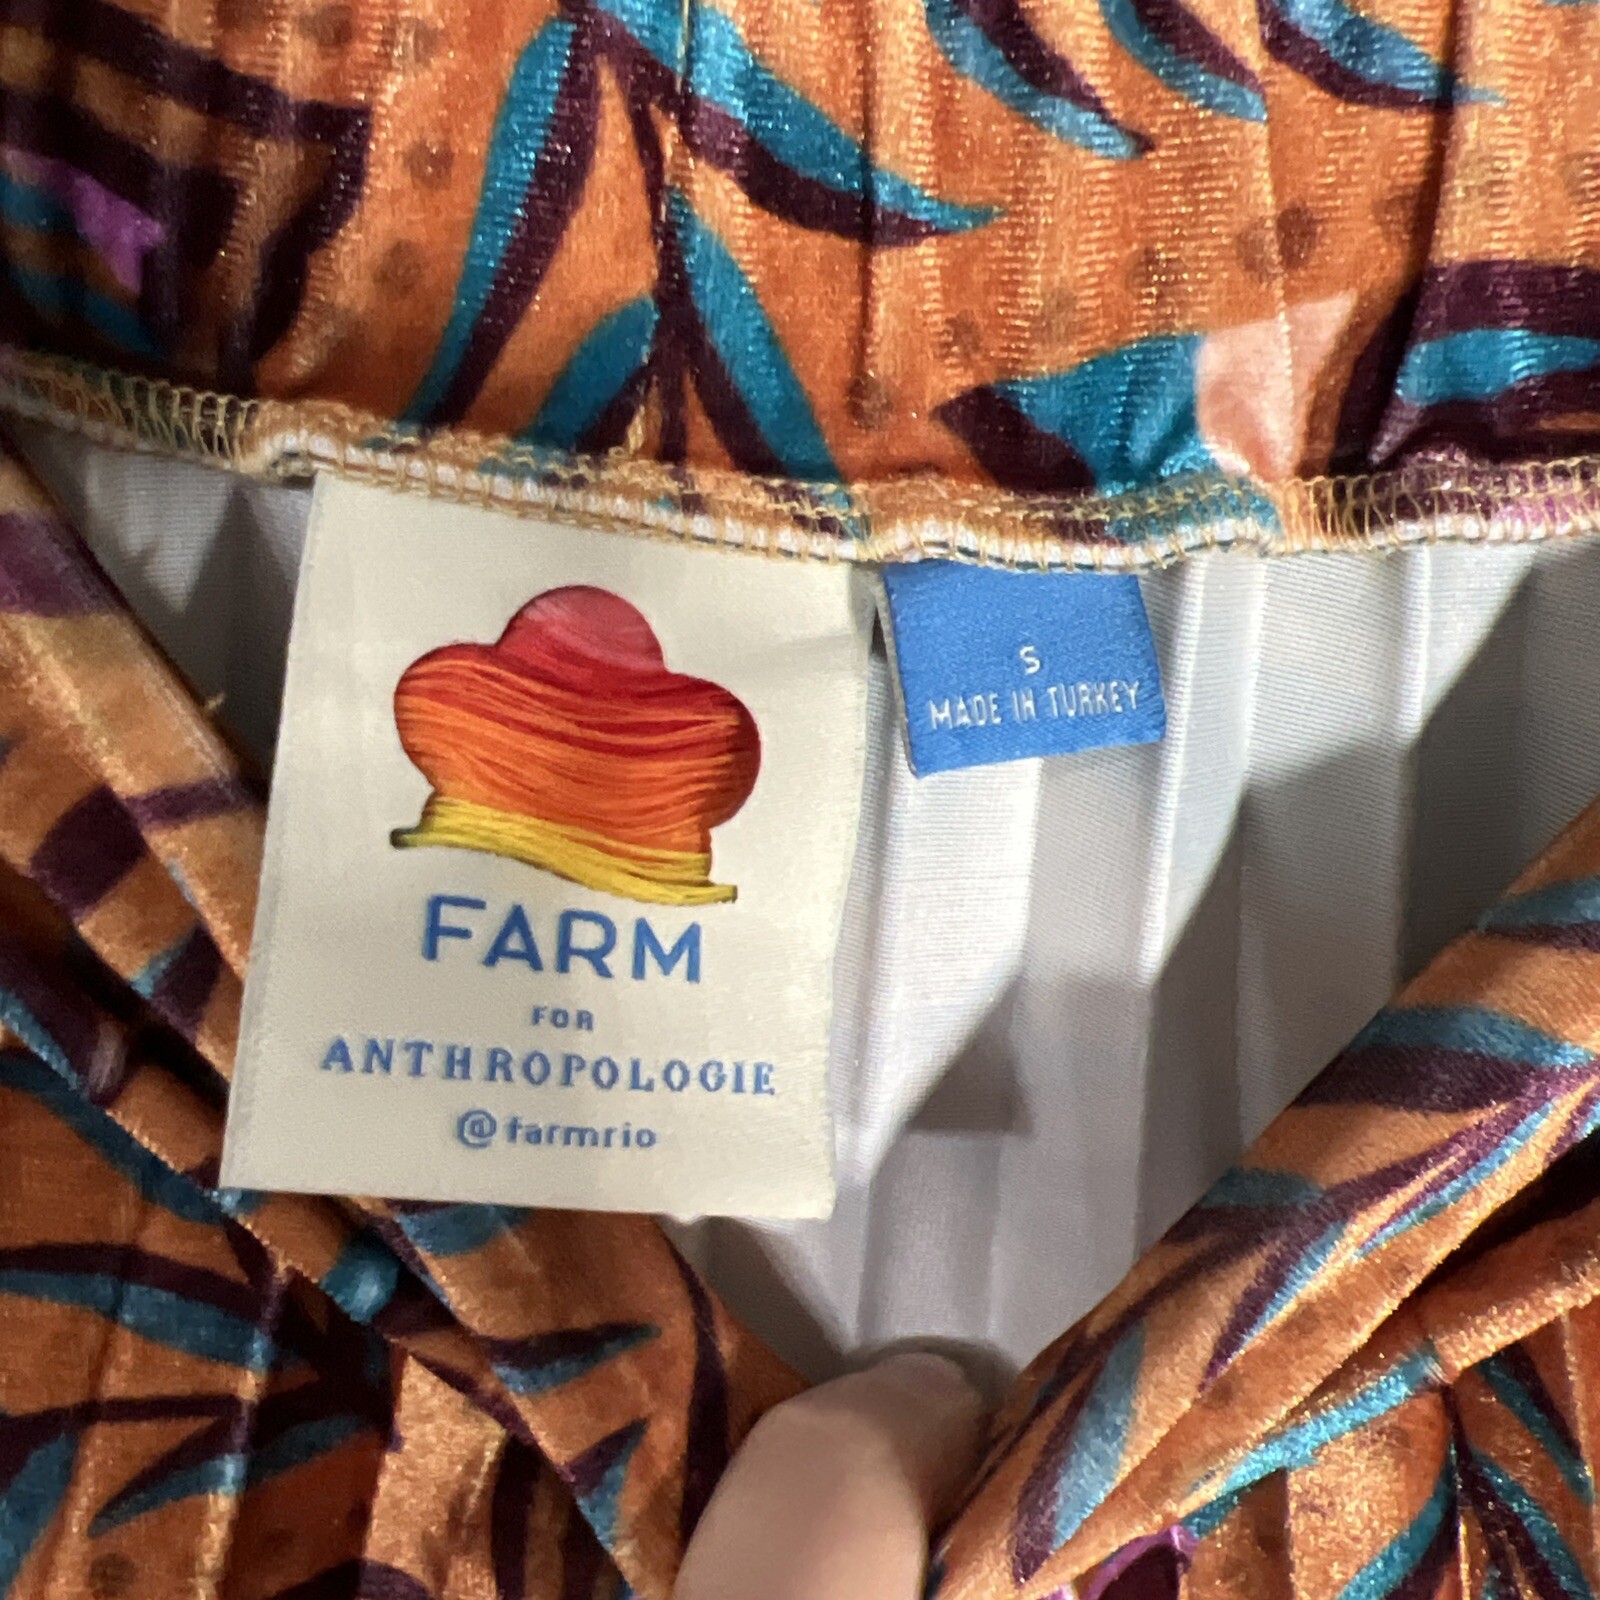 FARM
FOR
ANTHROPOLOGIE
@farmrio
S
MADE IN TURKEY